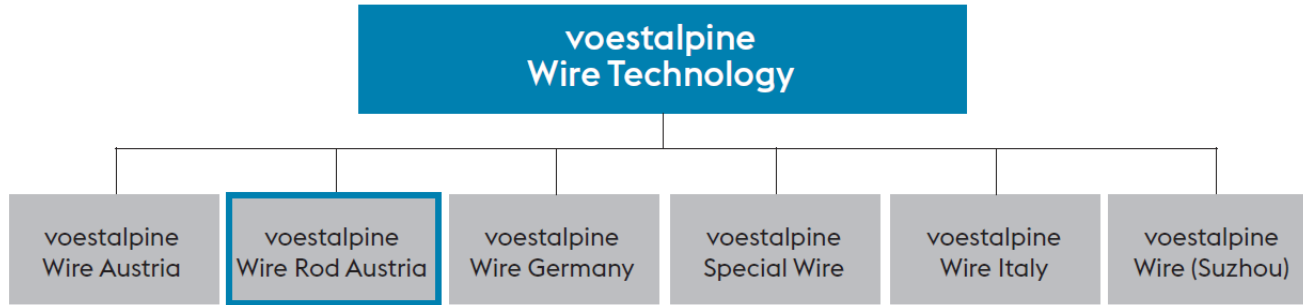 voestalpine
Wire Technology
voestalpine
Wire Austria
voestalpine
Wire Rod Austria
voestalpine
Wire Germany
voestalpine
Special Wire
voestalpine
Wire Italy
voestalpine
Wire (Suzhou)